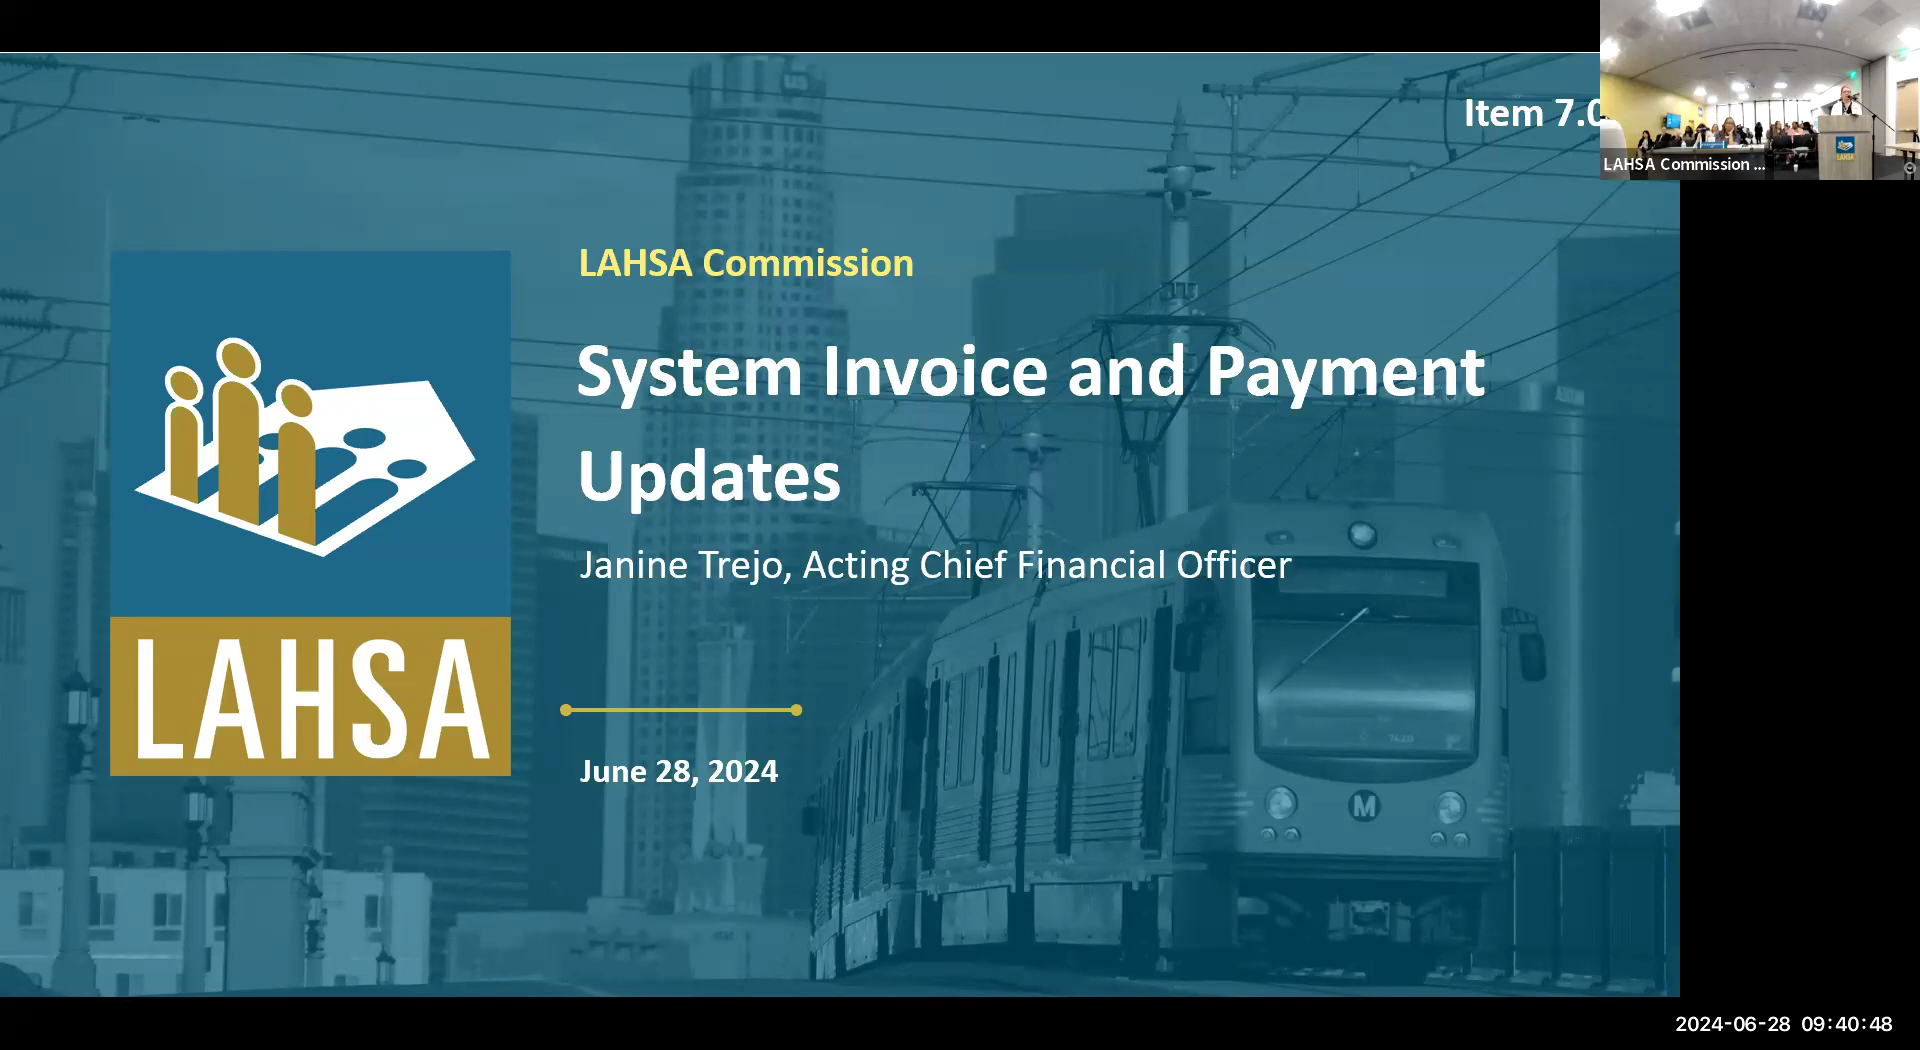 Item 7.0
LAHSA Commission ...
LAHSA Commission
System Invoice and Payment
Updates
Janine Trejo, Acting Chief Financial Officer
LAHSA
June 28, 2024
M
2024-06-28 09:40:48